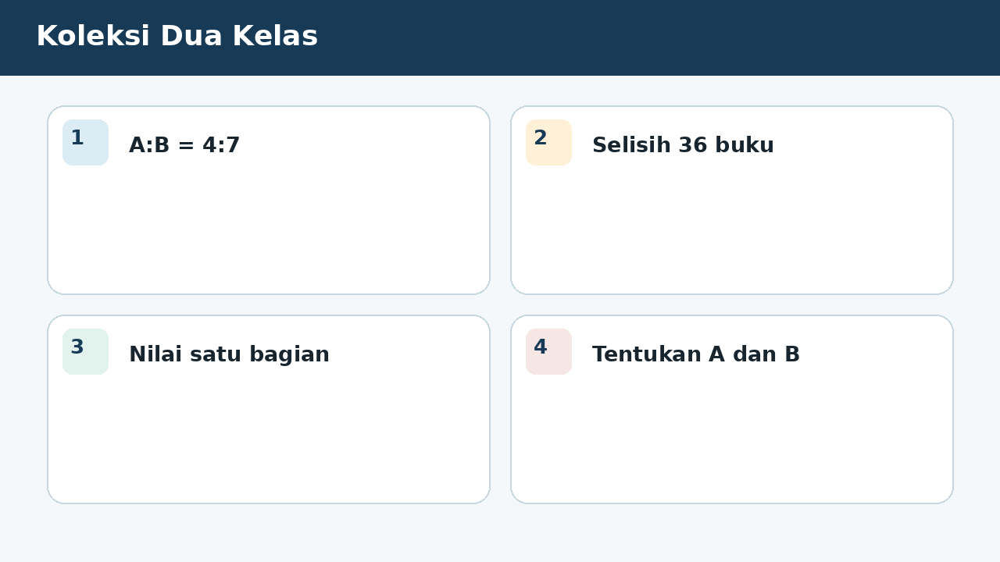 Koleksi Dua Kelas
1
A:B = 4:7
2
Selisih 36 buku
3
Nilai satu bagian
4
Tentukan A dan B